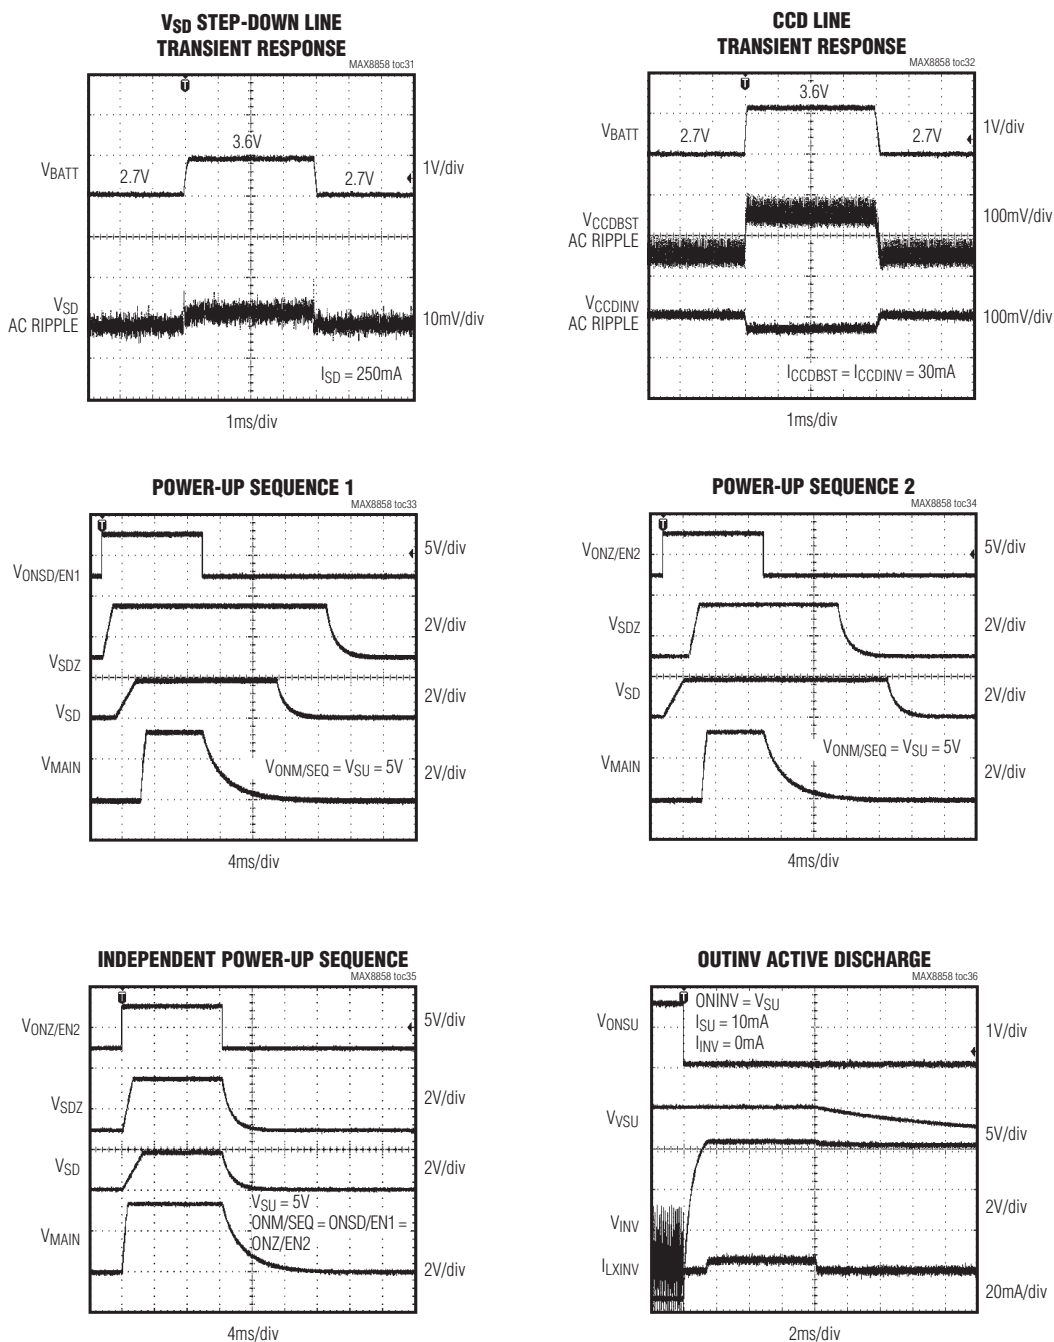 VSD STEP-DOWN LINE
TRANSIENT RESPONSE
MAX8858 toc31
T
3.6V
VBATT
2.7V
2.7V
1V/div
VSD
AC RIPPLE
10mV/div
ISD = 250mA
1ms/div
CCD LINE
TRANSIENT RESPONSE
MAX8858 toc32
T
3.6V
VBATT
2.7V
2.7V
1V/div
VCCDBST
AC RIPPLE
100mV/div
VCCDINV
AC RIPPLE
100mV/div
ICCDBST = ICCDINV = 30mA
1ms/div
POWER-UP SEQUENCE 1
MAX8858 toc33
T
VONSD/EN1
5V/div
VSDZ
2V/div
VSD
2V/div
VMAIN
VONM/SEQ = VSU = 5V
2V/div
4ms/div
POWER-UP SEQUENCE 2
MAX8858 toc34
T
VONZ/EN2
5V/div
VSDZ
2V/div
VSD
2V/div
VMAIN
VONM/SEQ = VSU = 5V
2V/div
4ms/div
INDEPENDENT POWER-UP SEQUENCE
MAX8858 toc35
T
VONZ/EN2
5V/div
VSDZ
2V/div
VSD
2V/div
VSU = 5V
ONM/SEQ = ONSD/EN1 =
ONZ/EN2
VMAIN
2V/div
4ms/div
OUTINV ACTIVE DISCHARGE
MAX8858 toc36
T
ONINV = VSU
ISU = 10mA
IINV = 0mA
VONSU
1V/div
VVSU
5V/div
VINV
2V/div
ILXINV
20mA/div
2ms/div